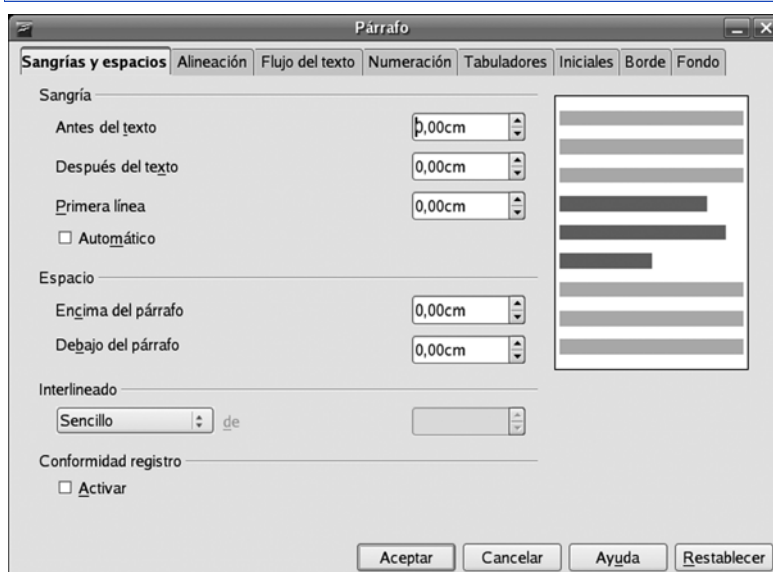 Párrafo
Sangrías y espacios Alineación Flujo del texto Numeración Tabuladores Iniciales Borde Fondo
Sangría
Antes del texto 0,00cm
Después del texto 0,00cm
Primera línea 0,00cm
Automático
Espacio
Encima del párrafo 0,00cm
Debajo del párrafo 0,00cm
Interlineado
Sencillo de
Conformidad registro
Activar
Aceptar Cancelar Ayuda Restablecer